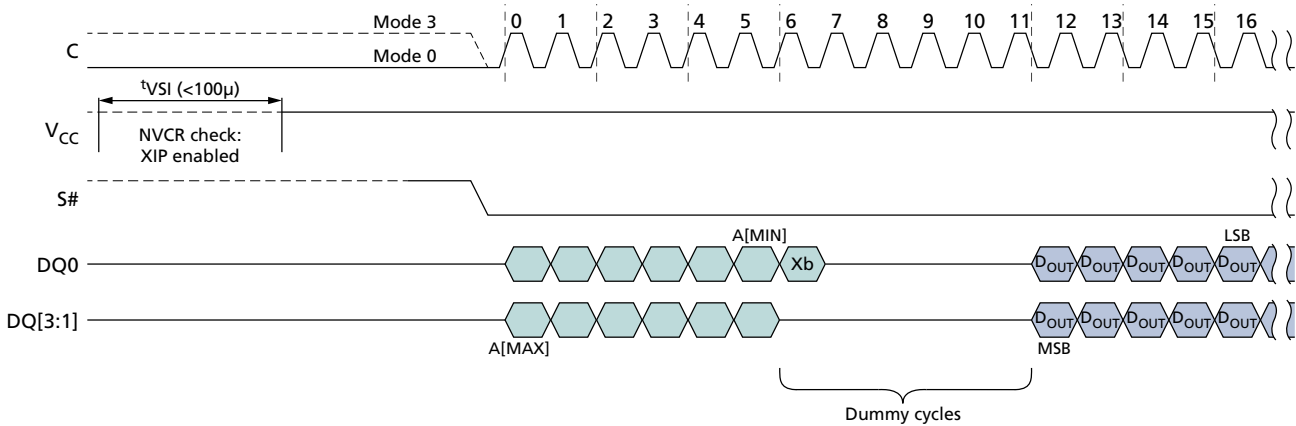 Mode 3
0 1 2 3 4 5 6 7 8 9 10 11 12 13 14 15 16
C
Mode 0
tVSI (<100µ)
VCC
NVCR check:
XIP enabled
S#
A[MIN]
LSB
DQ0
Xb
DOUT DOUT DOUT DOUT DOUT
DQ[3:1]
DOUT DOUT DOUT DOUT DOUT
A[MAX]
MSB
Dummy cycles